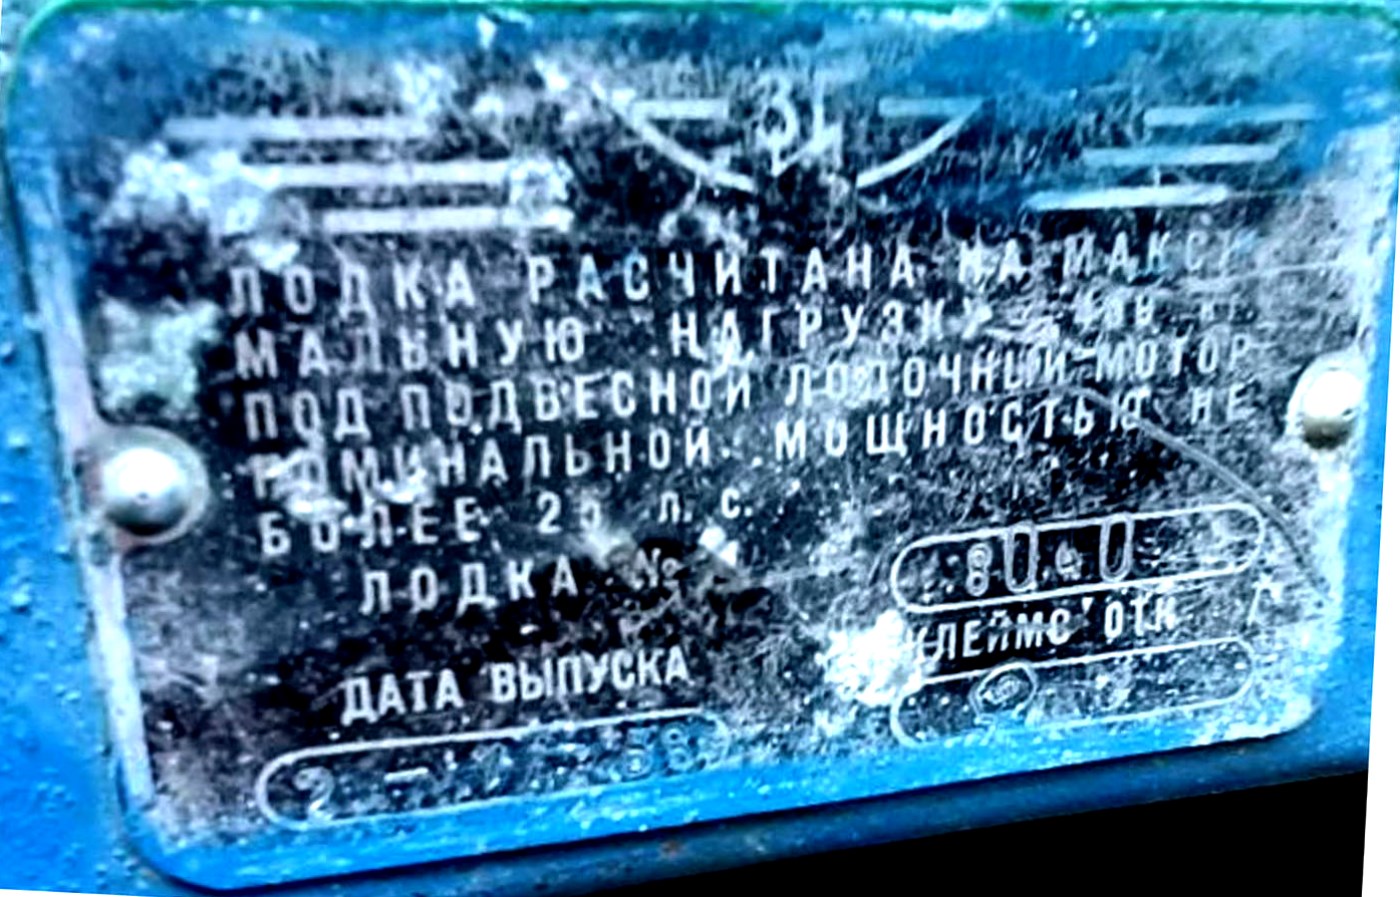 ЛОДКА РАСЧИТАНА НА МАКСИ
МАЛЬНУЮ НАГРУЗКУ
ПОД ПОДВЕСНОЙ ЛОДОЧНЫЙ МОТОР
НОМИНАЛЬНОЙ МОЩНОСТЬЮ НЕ
БОЛЕЕ 25 Л. С.
ЛОДКА №
КЛЕЙМО ОТК
ДАТА ВЫПУСКА